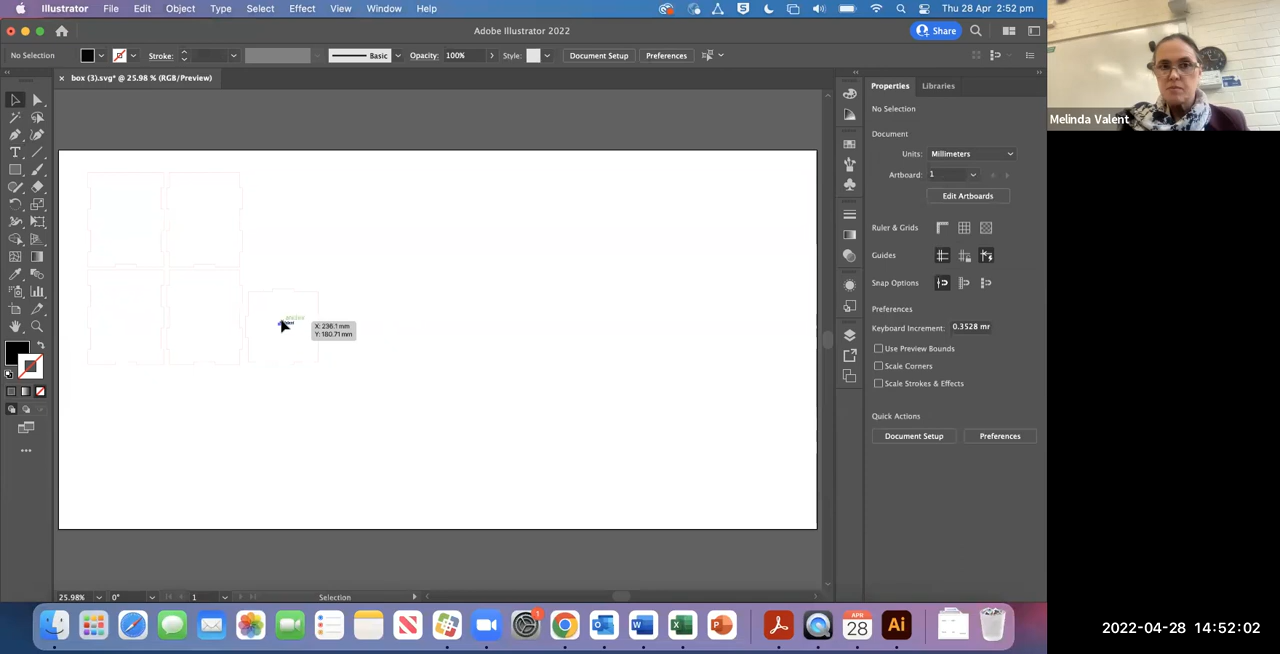 Illustrator File Edit Object Type Select Effect View Window Help
Thu 28 Apr 2:52 pm
Adobe Illustrator 2022
Share
No Selection
Stroke:
Basic
Opacity: 100%
Style:
Document Setup
Preferences
box (3).svg* @ 25.98 % (RGB/Preview)
Properties
Libraries
No Selection
Document
Units: Millimeters
Artboard: 1
Edit Artboards
Ruler & Grids
Guides
Snap Options
Preferences
Keyboard Increment: 0.3528 mr
Use Preview Bounds
Scale Corners
Scale Strokes & Effects
Quick Actions
Document Setup
Preferences
X: 236.1 mm
Y: 180.71 mm
25.98%
0°
1
Selection
Melinda Valent
APR
28
1
2022-04-28 14:52:02